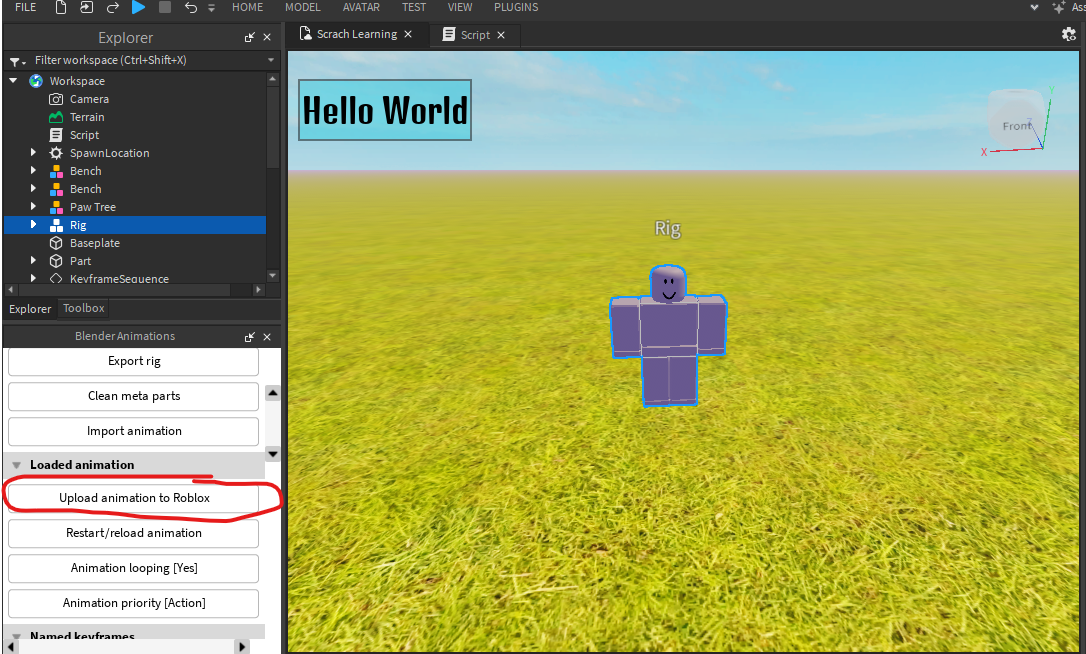 FILE HOME MODEL AVATAR TEST VIEW PLUGINS Ass
Explorer
Filter workspace (Ctrl+Shift+X)
Workspace
Camera
Terrain
Script
SpawnLocation
Bench
Bench
Paw Tree
Rig
Baseplate
Part
KeyframeSequence
Explorer Toolbox
Blender Animations
Export rig
Clean meta parts
Import animation
Loaded animation
Upload animation to Roblox
Restart/reload animation
Animation looping [Yes]
Animation priority [Action]
Named keyframes
Scrach Learning Script
Hello World
Y
Z
Front
X
Rig